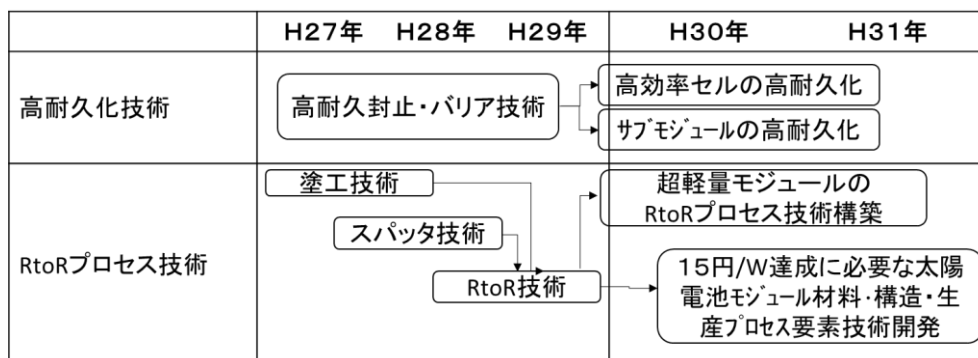 H27年 H28年 H29年 H30年 H31年
高耐久化技術
高耐久封止・バリア技術
高効率セルの高耐久化
サブモジュールの高耐久化
RtoRプロセス技術
塗工技術
スパッタ技術
RtoR技術
超軽量モジュールの
RtoRプロセス技術構築
15円/W達成に必要な太陽
電池モジュール材料・構造・生
産プロセス要素技術開発